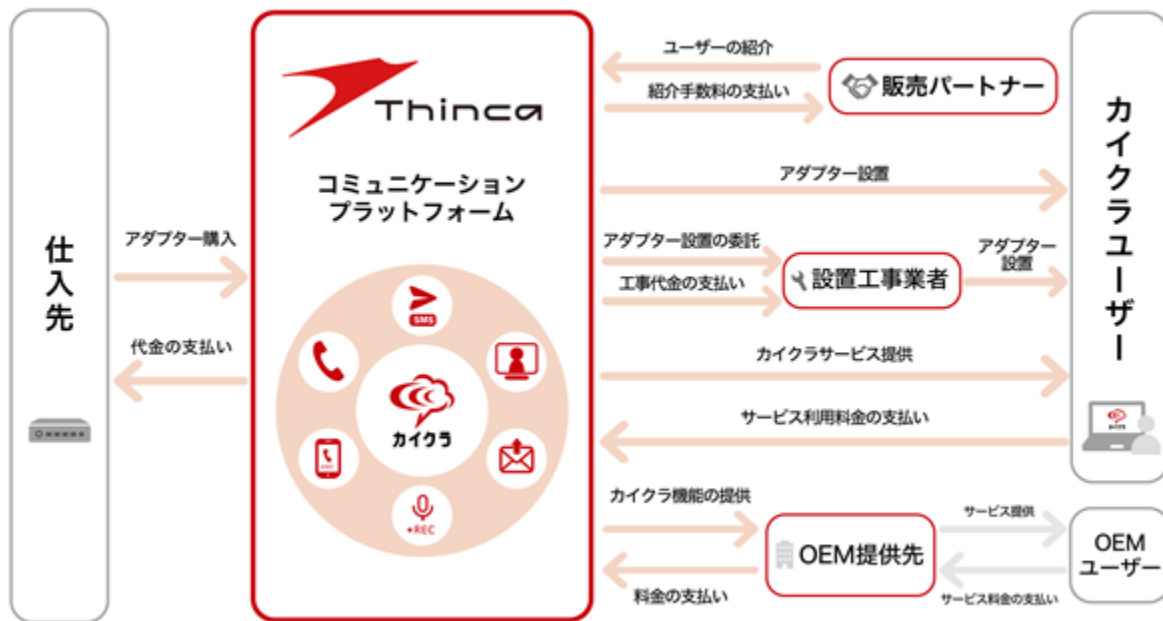 仕入先
アダプター購入
代金の支払い
Thinca
コミュニケーション
プラットフォーム
SMS
カイクラ
+REC
ユーザーの紹介
紹介手数料の支払い
販売パートナー
アダプター設置
アダプター設置の委託
工事代金の支払い
設置工事業者
アダプター
設置
カイクラサービス提供
サービス利用料金の支払い
カイクラ機能の提供
料金の支払い
OEM提供先
サービス提供
サービス料金の支払い
カイクラユーザー
OEM
ユーザー